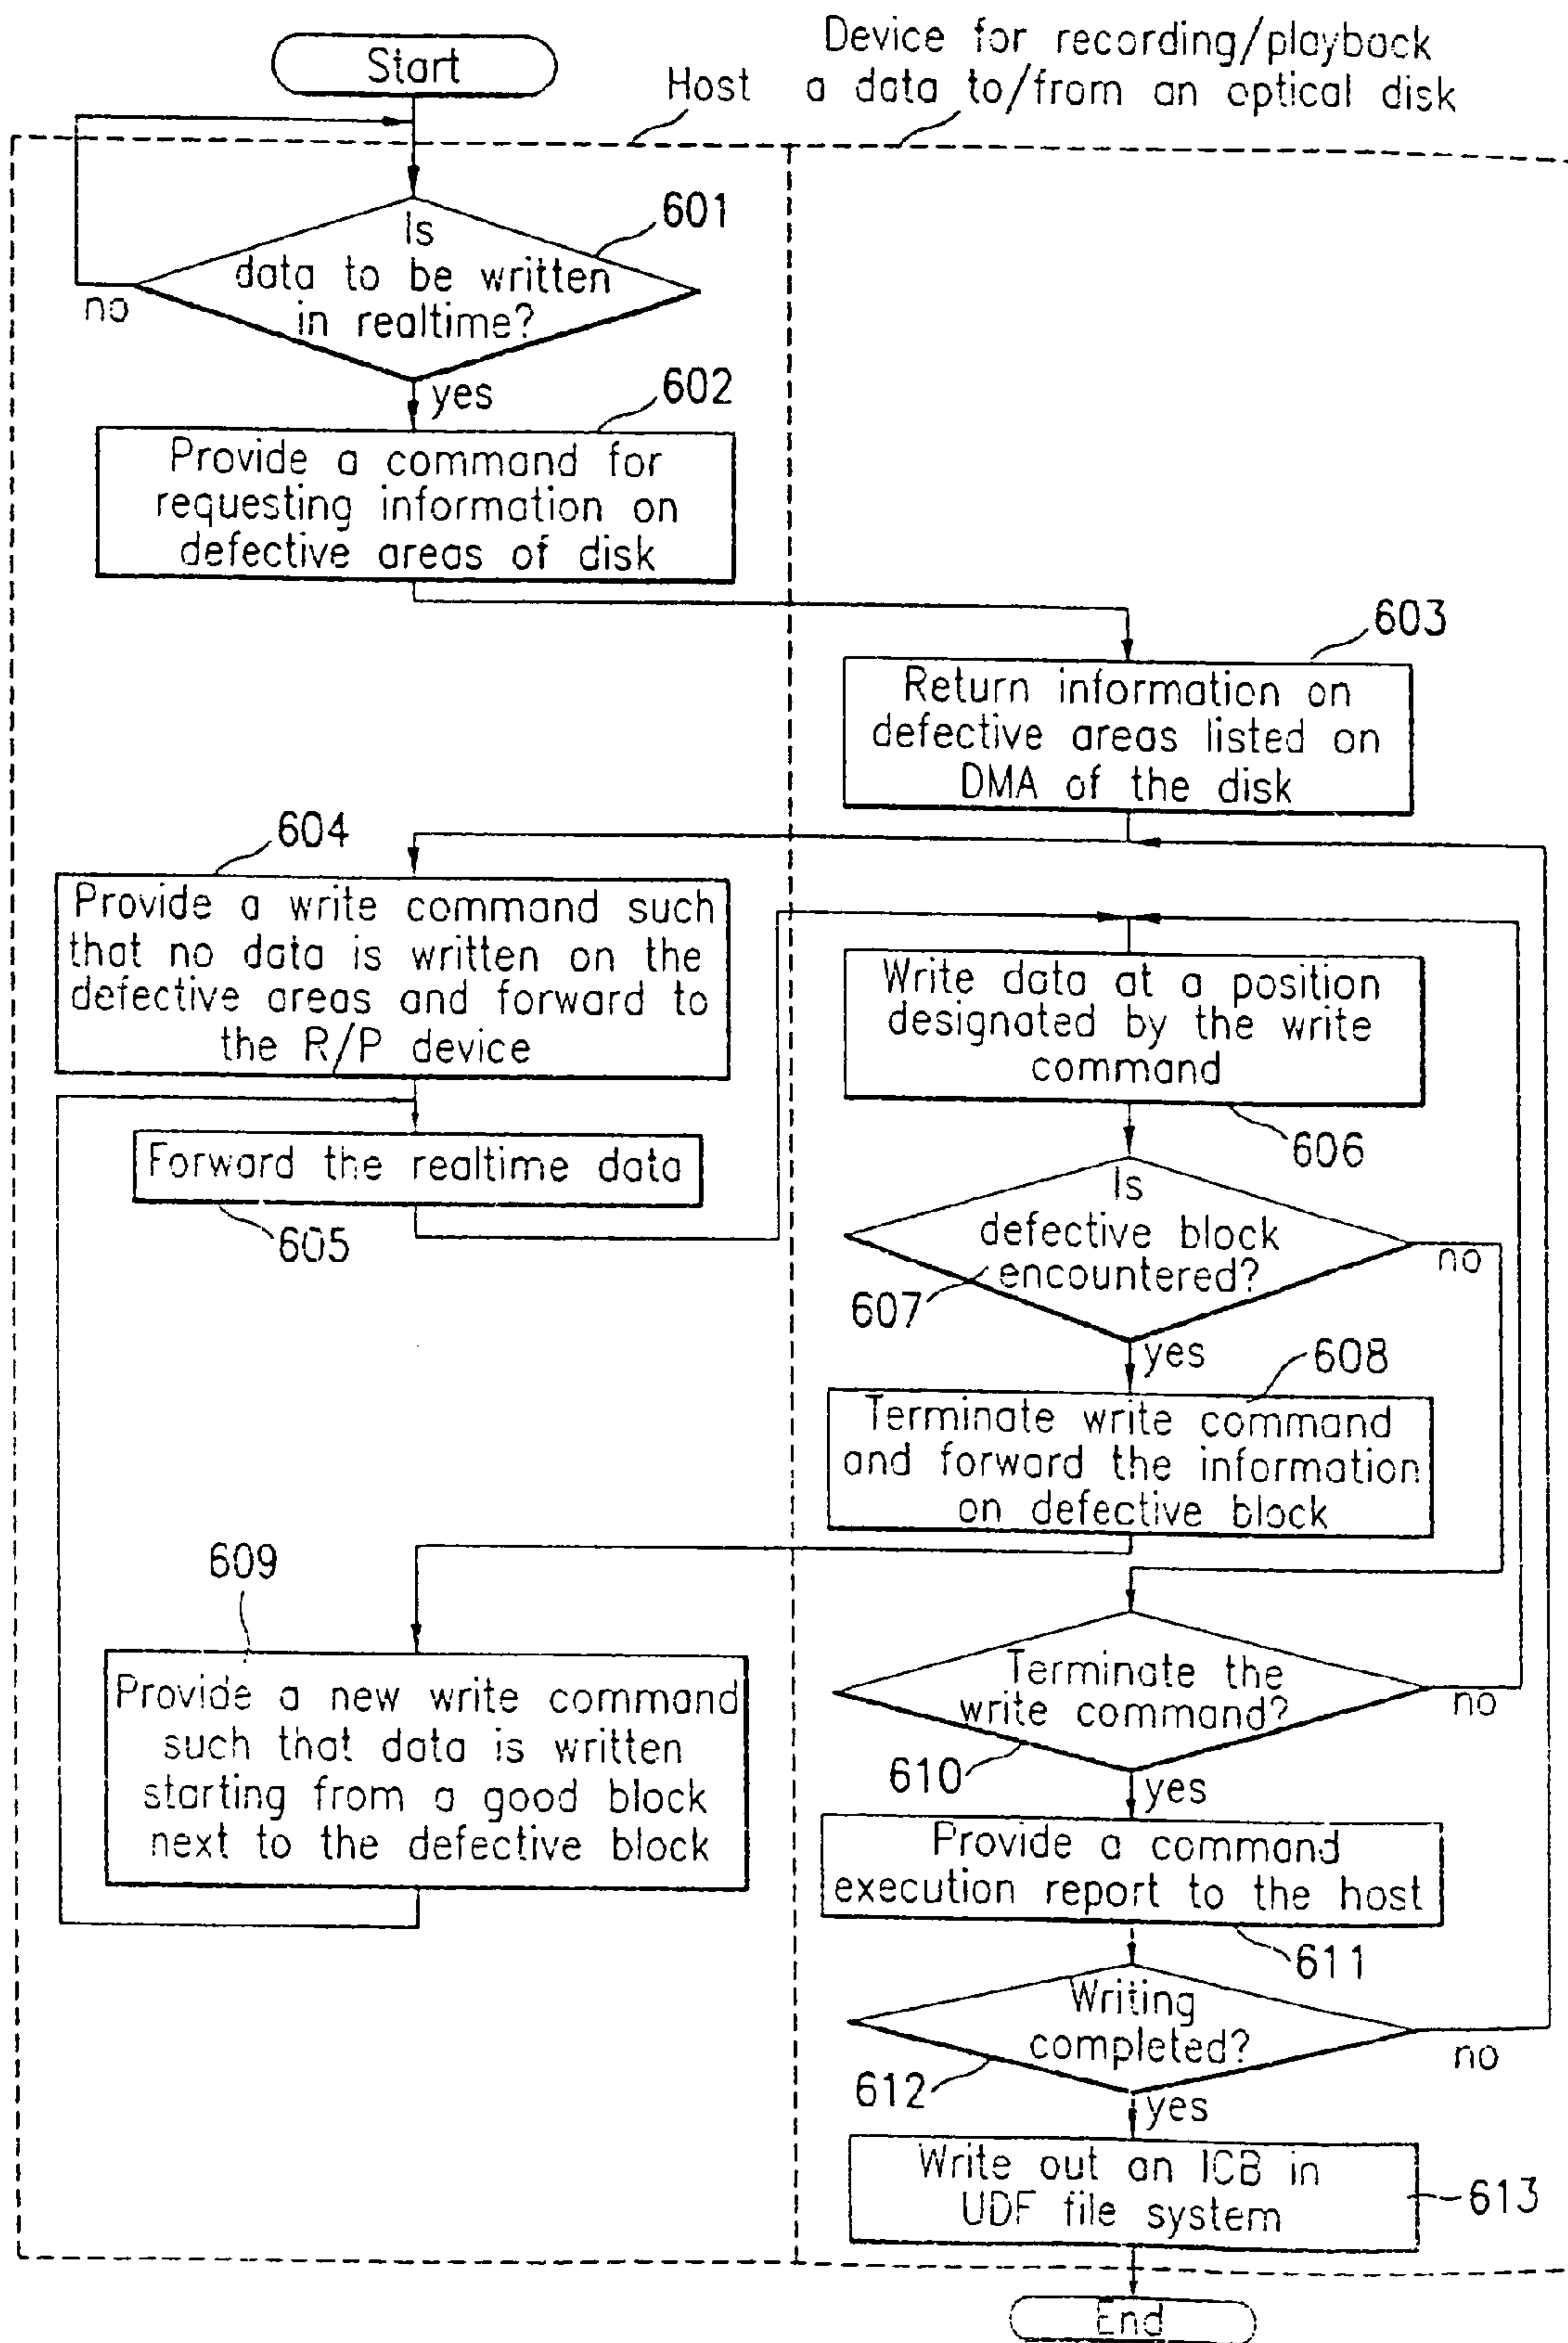 Start
Host
Device for recording/playback
a data to/from an optical disk
601
Is
data to be written
in realtime?
no
yes
602
Provide a command for
requesting information on
defective areas of disk
603
Return information on
defective areas listed on
DMA of the disk
604
Provide a write command such
that no data is written on the
defective areas and forward to
the R/P device
Forward the realtime data
605
Write data at a position
designated by the write
command
606
Is
defective block
encountered?
607
no
yes
608
Terminate write command
and forward the information
on defective block
609
Provide a new write command
such that data is written
starting from a good block
next to the defective block
Terminate the
write command?
610
no
yes
Provide a command
execution report to the host
611
Writing
completed?
612
no
yes
Write out an ICB in
UDF file system
613
End